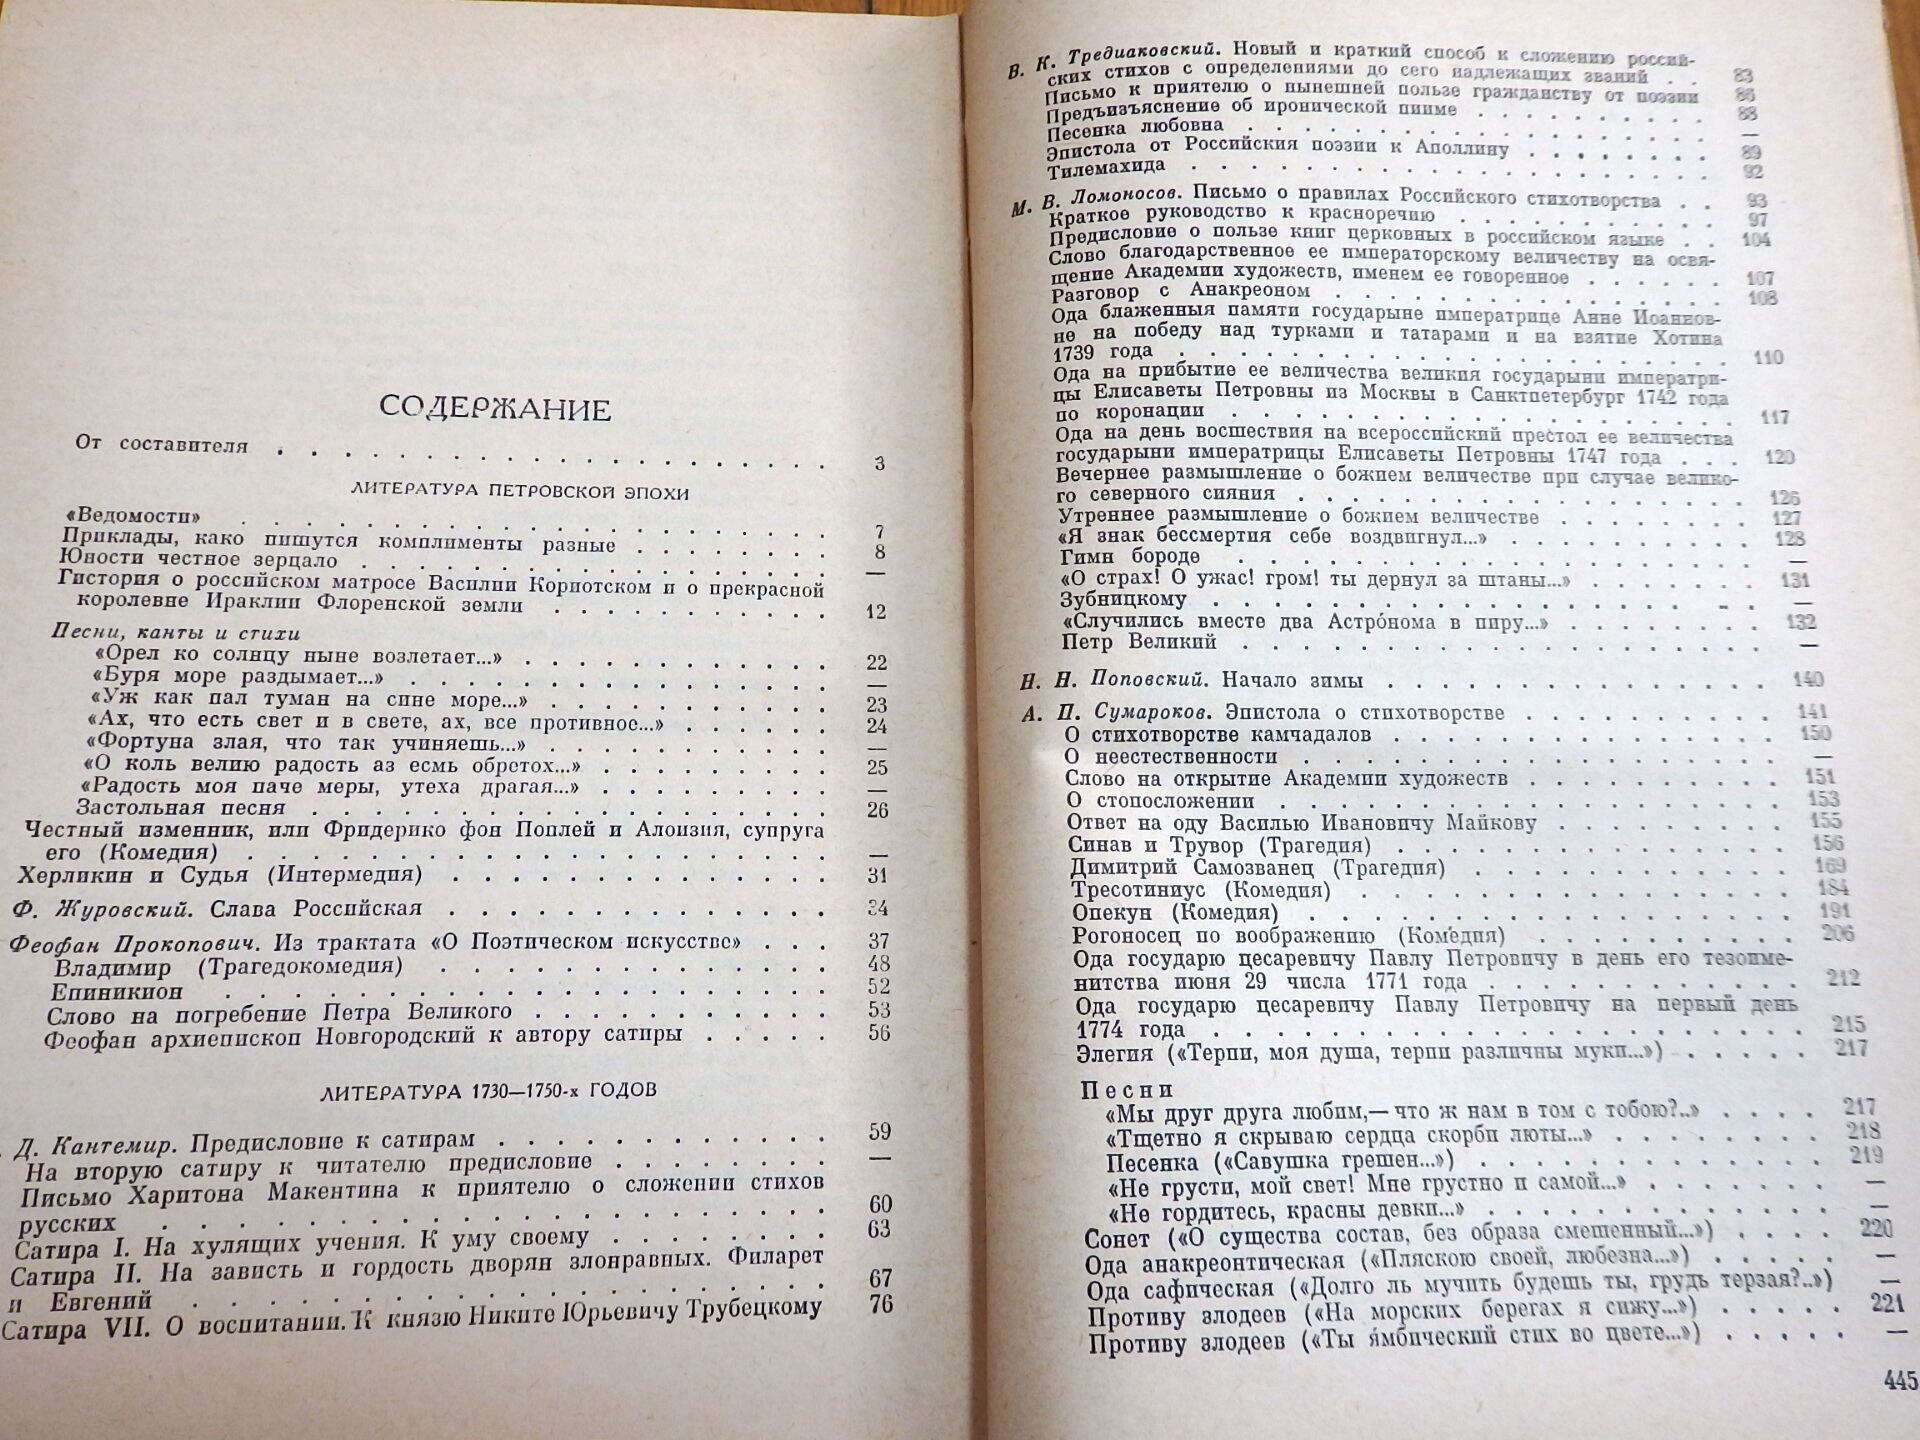 СОДЕРЖАНИЕ
От составителя . . . . . . . . . . . . . . . . . . 3
ЛИТЕРАТУРА ПЕТРОВСКОЙ ЭПОХИ
«Ведомости» . . . . . . . . . . . . . . . . . . . 7
Приклады, како пишутся комплименты разные . . . . . . . 8
Юности честное зерцало . . . . . . . . . . . . . . . —
Гистория о российском матросе Василии Кориотском и о прекрасной
королевне Ираклии Флоренской земли . . . . . . . . . 12
Песни, канты и стихи
«Орел ко солнцу ныне возлетает...» . . . . . . . . . . 22
«Буря море раздымает...» . . . . . . . . . . . . . . —
«Уж как пал туман на сине море...» . . . . . . . . . . 23
«Ах, что есть свет и в свете, ах, все противное...» . . . . . 24
«Фортуна злая, что так учиняешь...» . . . . . . . . . . —
«О коль велию радость аз есмь обретох...» . . . . . . . . 25
«Радость моя паче меры, утеха драгая...» . . . . . . . . —
Застольная песня . . . . . . . . . . . . . . . . . 26
Честный изменник, или Фридерико фон Поплей и Алоизия, супруга
его (Комедия) . . . . . . . . . . . . . . . . . . . —
Херликин и Судья (Интермедия) . . . . . . . . . . . . . 31
Ф. Журовский. Слава Российская . . . . . . . . . . . . . 34
Феофан Прокопович. Из трактата «О Поэтическом искусстве» . . . 37
Владимир (Трагедокомедия) . . . . . . . . . . . . . 48
Епиникион . . . . . . . . . . . . . . . . . . . . 52
Слово на погребение Петра Великого . . . . . . . . . . 53
Феофан архиепископ Новгородский к автору сатиры . . . . . 56
ЛИТЕРАТУРА 1730—1750-х ГОДОВ
Д. Кантемир. Предисловие к сатирам . . . . . . . . . . . 59
На вторую сатиру к читателю предисловие . . . . . . . . —
Письмо Харитона Макентина к приятелю о сложении стихов
русских . . . . . . . . . . . . . . . . . . . . . 60
Сатира I. На хулящих учения. К уму своему . . . . . . . . 63
Сатира II. На зависть и гордость дворян злонравных. Филарет
и Евгений . . . . . . . . . . . . . . . . . . . . 67
Сатира VII. О воспитании. К князю Никите Юрьевичу Трубецкому 76
В. К. Тредиаковский. Новый и краткий способ к сложению россий-
ских стихов с определениями до сего надлежащих званий . . 83
Письмо к приятелю о нынешней пользе гражданству от поэзии 86
Предъизъяснение об иронической пииме . . . . . . . . . 88
Песенка любовна . . . . . . . . . . . . . . . . . —
Эпистола от Российския поэзии к Аполлину . . . . . . . . 89
Тилемахида . . . . . . . . . . . . . . . . . . . 92
М. В. Ломоносов. Письмо о правилах Российского стихотворства . . 93
Краткое руководство к красноречию . . . . . . . . . . 97
Предисловие о пользе книг церковных в российском языке . . 104
Слово благодарственное ее императорскому величеству на освя-
щение Академии художеств, именем ее говоренное . . . . . . 107
Разговор с Анакреоном . . . . . . . . . . . . . . . 108
Ода блаженныя памяти государыне императрице Анне Иоаннов-
не на победу над турками и татарами и на взятие Хотина
1739 года . . . . . . . . . . . . . . . . . . . . 110
Ода на прибытие ее величества великия государыни императри-
цы Елисаветы Петровны из Москвы в Санктпетербург 1742 года
по коронации . . . . . . . . . . . . . . . . . . 117
Ода на день восшествия на всероссийский престол ее величества
государыни императрицы Елисаветы Петровны 1747 года . . . 120
Вечернее размышление о божием величестве при случае велико-
го северного сияния . . . . . . . . . . . . . . . . 126
Утреннее размышление о божием величестве . . . . . . . . 127
«Я знак бессмертия себе воздвигнул...» . . . . . . . . . . 128
Гимн бороде . . . . . . . . . . . . . . . . . . . —
«О страх! О ужас! гром! ты дернул за штаны...» . . . . . . . 131
Зубницкому . . . . . . . . . . . . . . . . . . . —
«Случились вместе два Астро́нома в пиру...» . . . . . . . . 132
Петр Великий . . . . . . . . . . . . . . . . . . —
Н. Н. Поповский. Начало зимы . . . . . . . . . . . . . . 140
А. П. Сумароков. Эпистола о стихотворстве . . . . . . . . . 141
О стихотворстве камчадалов . . . . . . . . . . . . . 150
О неестественности . . . . . . . . . . . . . . . . —
Слово на открытие Академии художеств . . . . . . . . . 151
О стопосложении . . . . . . . . . . . . . . . . . 153
Ответ на оду Василью Ивановичу Майкову . . . . . . . . 155
Синав и Трувор (Трагедия) . . . . . . . . . . . . . 156
Димитрий Самозванец (Трагедия) . . . . . . . . . . . 169
Тресотиниус (Комедия) . . . . . . . . . . . . . . . 184
Опекун (Комедия) . . . . . . . . . . . . . . . . . 191
Рогоносец по воображению (Комедия) . . . . . . . . . 206
Ода государю цесаревичу Павлу Петровичу в день его тезоиме-
нитства июня 29 числа 1771 года . . . . . . . . . . . 212
Ода государю цесаревичу Павлу Петровичу на первый день
1774 года . . . . . . . . . . . . . . . . . . . . 215
Элегия («Терпи, моя душа, терпи различны муки...») . . . . . 217
Песни
«Мы друг друга любим,— что ж нам в том с тобою?..» . . . . 217
«Тщетно я скрываю сердца скорби люты...» . . . . . . . . 218
Песенка («Савушка грешен...») . . . . . . . . . . . . 219
«Не грусти, мой свет! Мне грустно и самой...» . . . . . . . —
«Не гордитесь, красны девки...» . . . . . . . . . . . . —
Сонет («О существа состав, без образа смешенный...») . . . . 220
Ода анакреонтическая («Пляскою своей, любезна...») . . . . . —
Ода сафическая («Долго ль мучить будешь ты, грудь терзая?..») —
Противу злодеев («На морских берегах я сижу...») . . . . . 221
Противу злодеев («Ты я́мбический стих во цвете...») . . . . . —
445